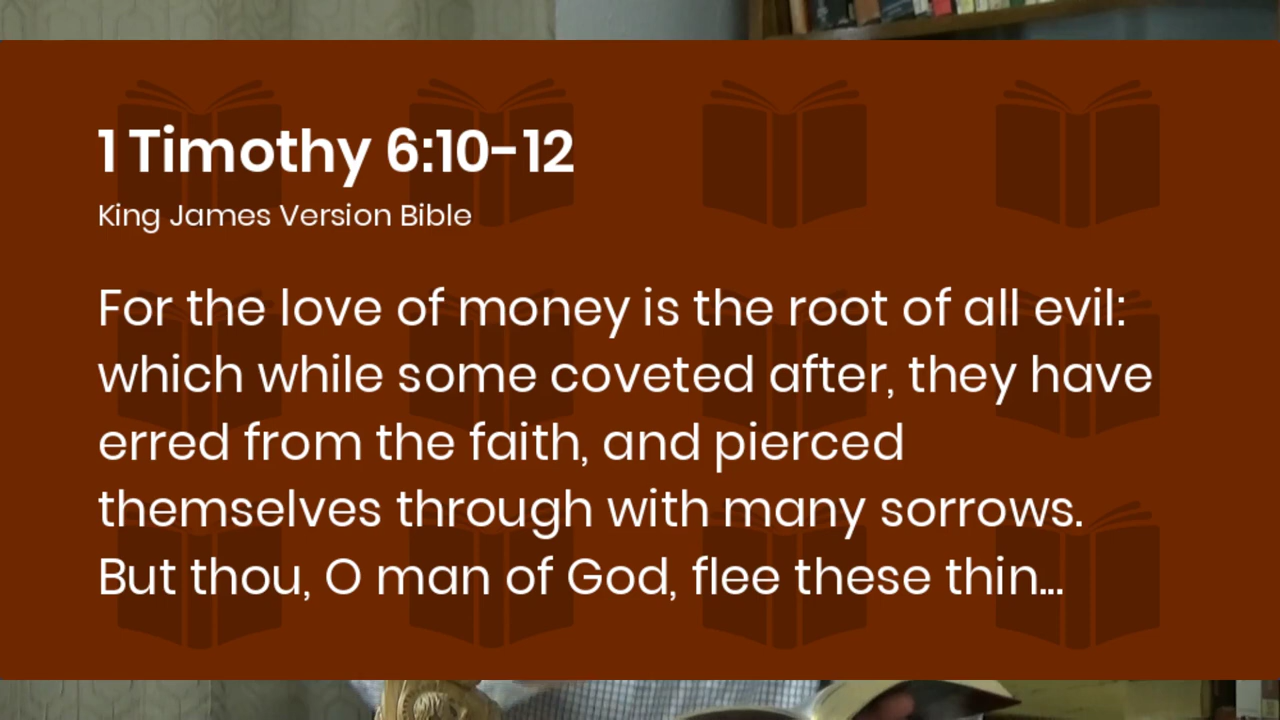 1 Timothy 6:10-12
King James Version Bible
For the love of money is the root of all evil:
which while some coveted after, they have
erred from the faith, and pierced
themselves through with many sorrows.
But thou, O man of God, flee these thin...